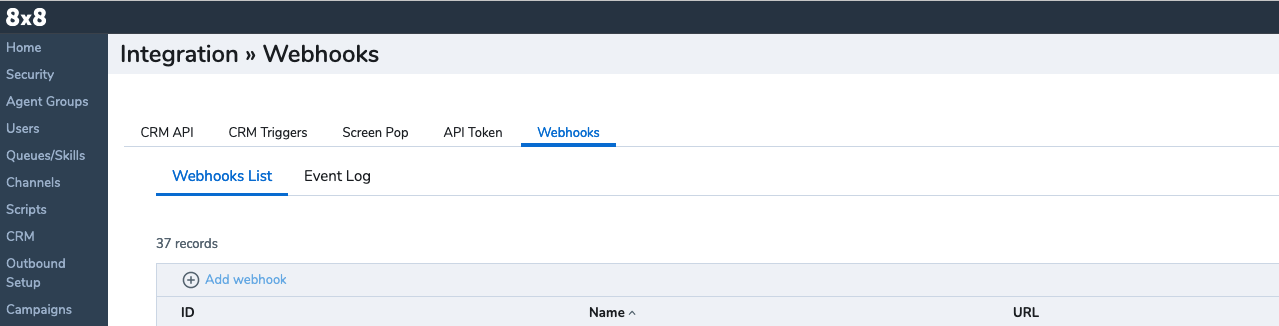 8x8
Integration » Webhooks
Home
Security
Agent Groups
Users
Queues/Skills
Channels
Scripts
CRM
Outbound
Setup
Campaigns
CRM API CRM Triggers Screen Pop API Token Webhooks
Webhooks List Event Log
37 records
Add webhook
ID Name URL